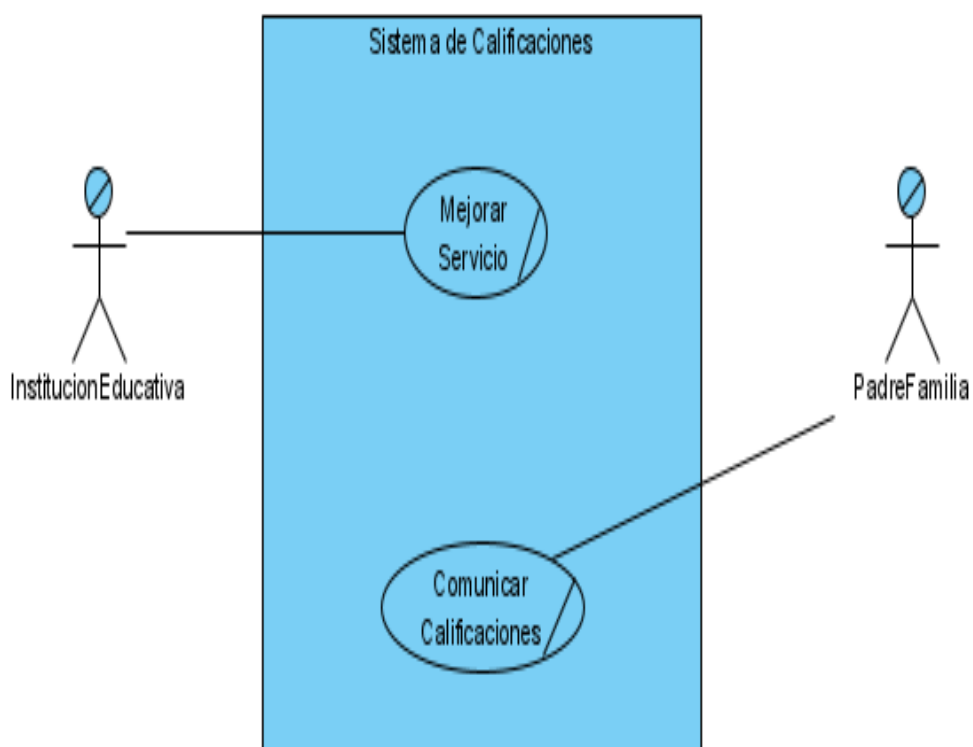 Sistema de Calificaciones
Mejorar
Servicio
InstitucionEducativa
PadreFamilia
Comunicar
Calificaciones